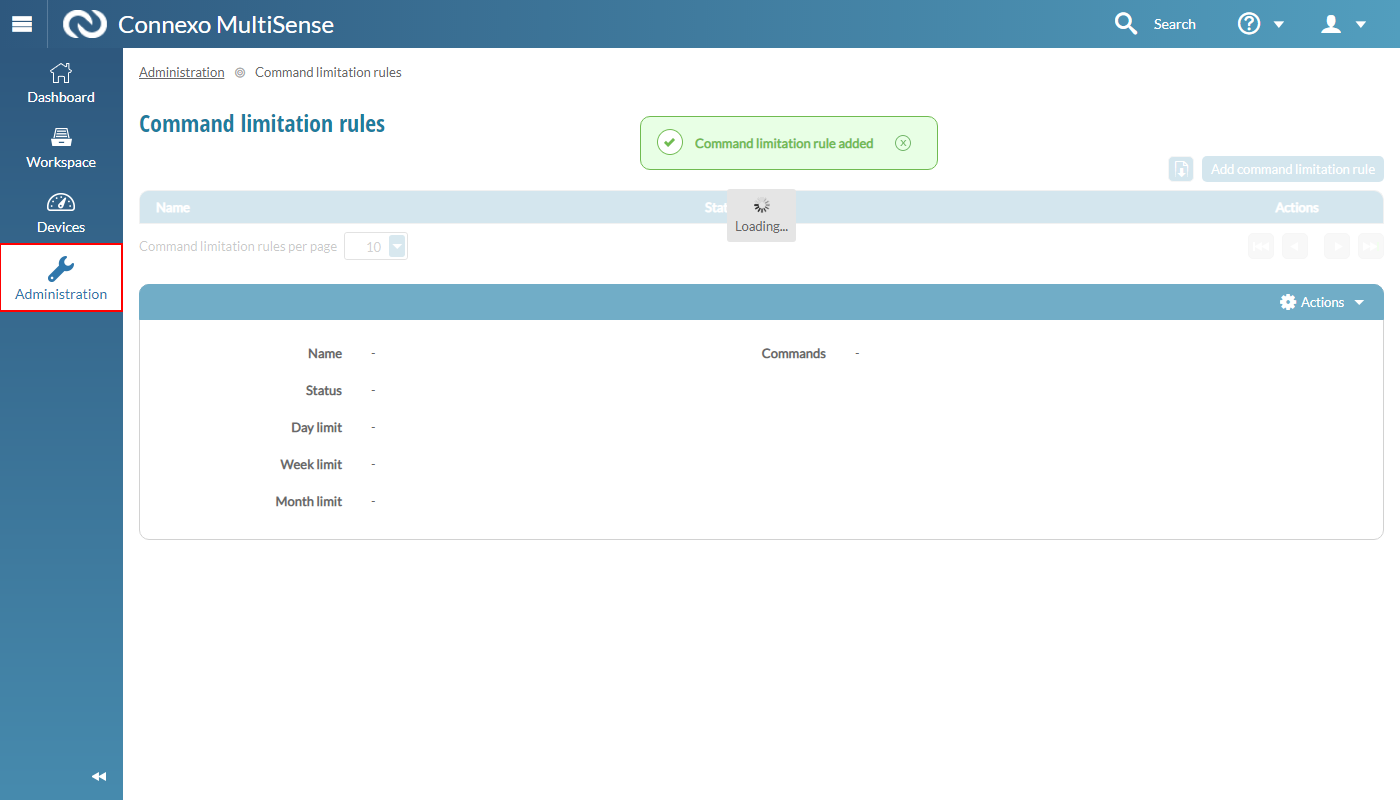 Connexo MultiSense
Search
Dashboard
Workspace
Devices
Administration
Administration Command limitation rules
Command limitation rules
Command limitation rule added
Add command limitation rule
Name Actions
Loading...
Command limitation rules per page 10
Actions
Name - Commands -
Status -
Day limit -
Week limit -
Month limit -